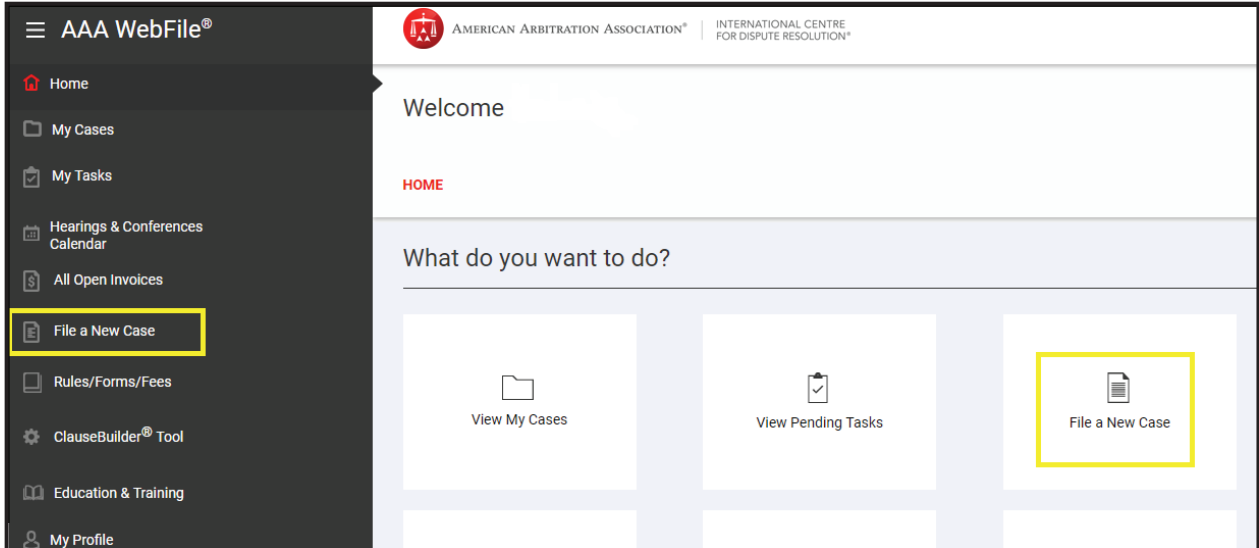 AAA WebFile®
Home
My Cases
My Tasks
Hearings & Conferences
Calendar
All Open Invoices
File a New Case
Rules/Forms/Fees
ClauseBuilder® Tool
Education & Training
My Profile
AMERICAN ARBITRATION ASSOCIATION®
INTERNATIONAL CENTRE
FOR DISPUTE RESOLUTION®
Welcome
HOME
What do you want to do?
View My Cases
View Pending Tasks
File a New Case